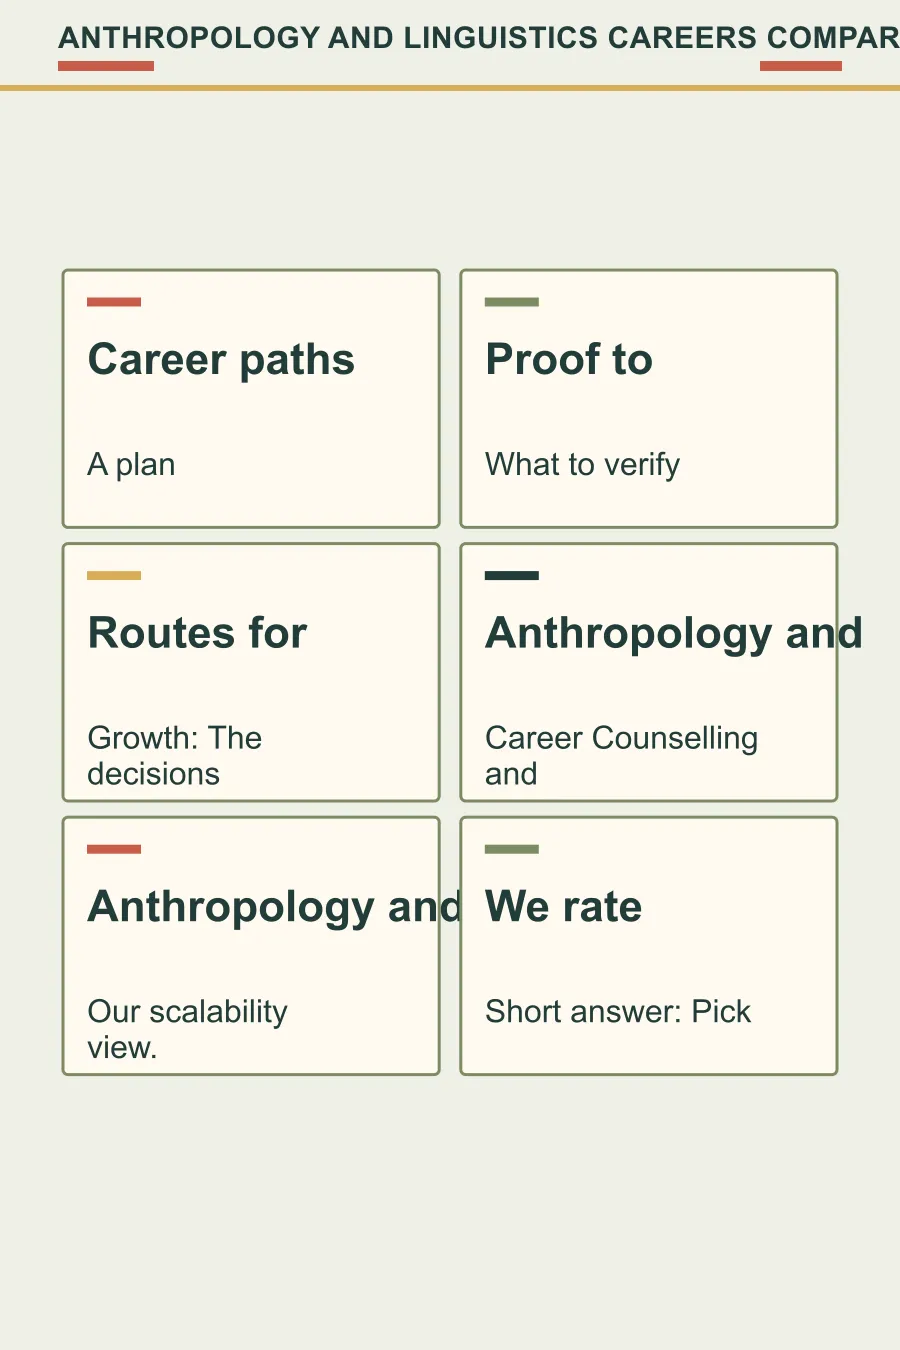 ANTHROPOLOGY AND LINGUISTICS CAREERS COMPAR
Career paths
A plan
Proof to
What to verify
Routes for
Growth: The
decisions
Anthropology and
Career Counselling
and
Anthropology and
Our scalability
view.
We rate
Short answer: Pick